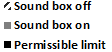 Sound box off
Sound box on
Permissible limit